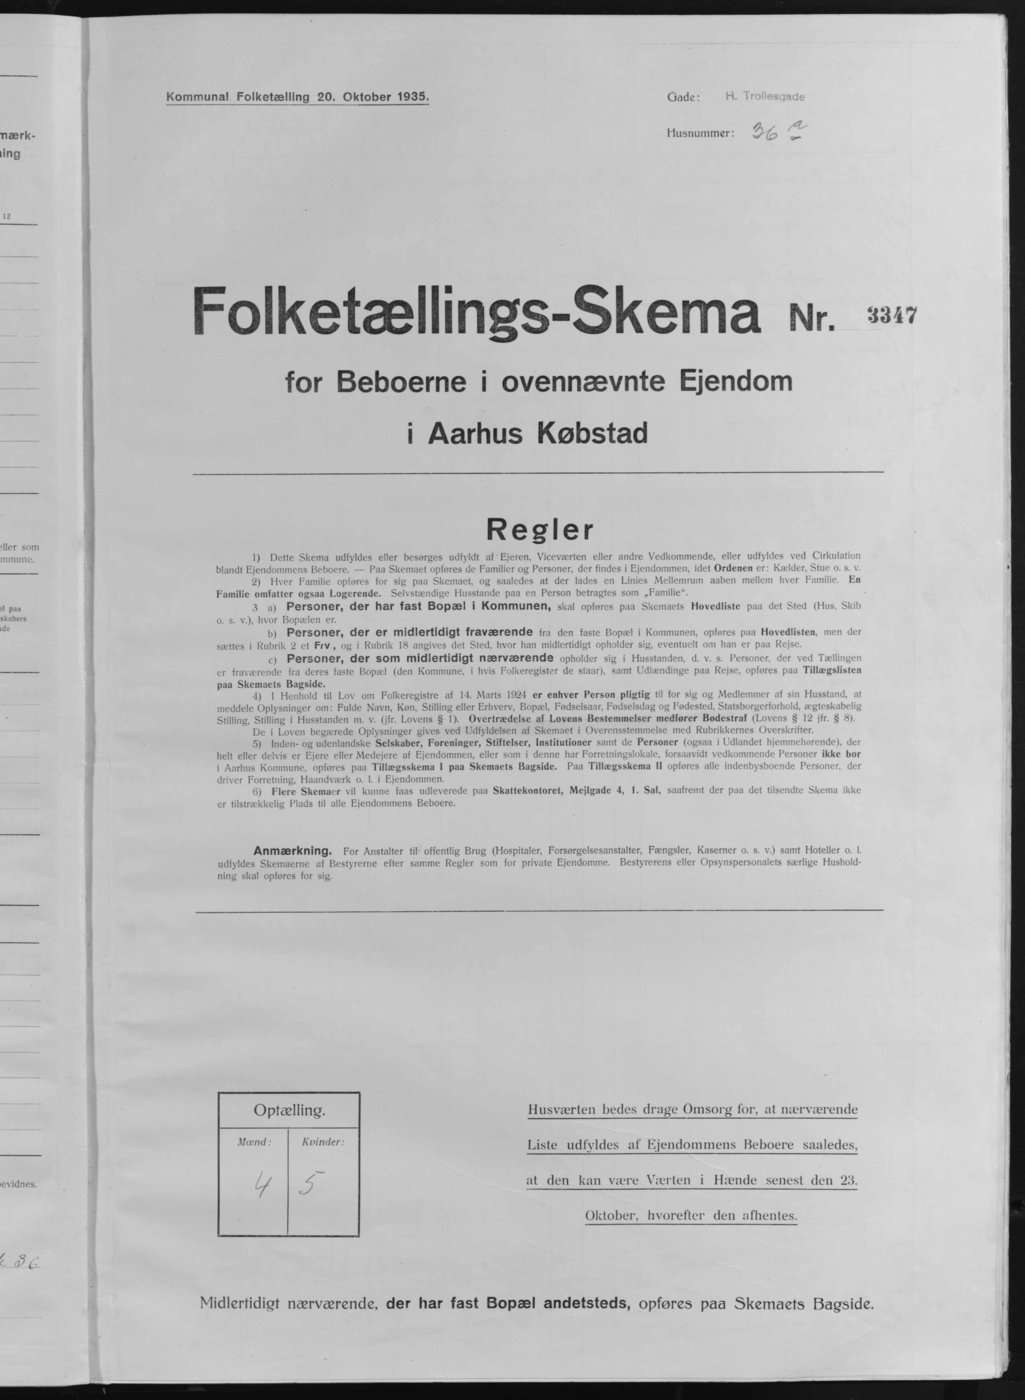 Kommunal Folketælling 20. Oktober 1935.
Gade: H. Trollesgade
Husnummer: 36 a
Folketællings-Skema Nr. 3347
for Beboerne i ovennævnte Ejendom
i Aarhus Købstad
Regler
1) Dette Skema udfyldes eller besørges udfyldt af Ejeren, Viceværten eller andre Vedkommende, eller udfyldes ved Cirkulation
blandt Ejendommens Beboere. — Paa Skemaet opføres de Familier og Personer, der findes i Ejendommen, idet Ordenen er: Kælder, Stue o. s. v.
2) Hver Familie opføres for sig paa Skemaet, og saaledes at der lades en Linies Mellemrum aaben mellem hver Familie. En
Familie omfatter ogsaa Logerende. Selvstændige Husstande paa en Person betragtes som „Familie".
3 a) Personer, der har fast Bopæl i Kommunen, skal opføres paa Skemaets Hovedliste paa det Sted (Hus, Skib
o. s. v.), hvor Bopælen er.
b) Personer, der er midlertidigt fraværende fra den faste Bopæl i Kommunen, opføres paa Hovedlisten, men der
sættes i Rubrik 2 et Frv., og i Rubrik 18 angives det Sted, hvor han midlertidigt opholder sig, eventuelt om han er paa Rejse.
c) Personer, der som midlertidigt nærværende opholder sig i Husstanden, d. v. s. Personer, der ved Tællingen
er fraværende fra deres faste Bopæl (den Kommune, i hvis Folkeregister de staar), samt Udlændinge paa Rejse, opføres paa Tillægslisten
paa Skemaets Bagside.
4) I Henhold til Lov om Folkeregistre af 14. Marts 1924 er enhver Person pligtig til for sig og Medlemmer af sin Husstand, at
meddele Oplysninger om: Fulde Navn, Køn, Stilling eller Erhverv, Bopæl, Fødselsaar, Fødselsdag og Fødested, Statsborgerforhold, ægteskabelig
Stilling, Stilling i Husstanden m. v. (jfr. Lovens § 1). Overtrædelse af Lovens Bestemmelser medfører Bødestraf (Lovens § 12 jfr. § 8).
De i Loven begærede Oplysninger gives ved Udfyldelsen af Skemaet i Overensstemmelse med Rubrikkernes Overskrifter.
5) Inden- og udenlandske Selskaber, Foreninger, Stiftelser, Institutioner samt de Personer (ogsaa i Udlandet hjemmehørende), der
helt eller delvis er Ejere eller Medejere af Ejendommen, eller som i denne har Forretningslokale, forsaavidt vedkommende Personer ikke bor
i Aarhus Kommune, opføres paa Tillægsskema I paa Skemaets Bagside. Paa Tillægsskema II opføres alle indenbysboende Personer, der
driver Forretning, Haandværk o. l. i Ejendommen.
6) Flere Skemaer vil kunne faas udleverede paa Skattekontoret, Mejlgade 4, 1. Sal, saafremt der paa det tilsendte Skema ikke
er tilstrækkelig Plads til alle Ejendommens Beboere.
Anmærkning. For Anstalter til offentlig Brug (Hospitaler, Forsørgelsesanstalter, Fængsler, Kaserner o. s. v.) samt Hoteller o. l.
udfyldes Skemaerne af Bestyrerne efter samme Regler som for private Ejendomme. Bestyrerens eller Opsynspersonalets særlige Hushold-
ning skal opføres for sig.
Optælling.
Mænd: Kvinder:
4 5
Husværten bedes drage Omsorg for, at nærværende
Liste udfyldes af Ejendommens Beboere saaledes,
at den kan være Værten i Hænde senest den 23.
Oktober, hvorefter den afhentes.
Midlertidigt nærværende, der har fast Bopæl andetsteds, opføres paa Skemaets Bagside.